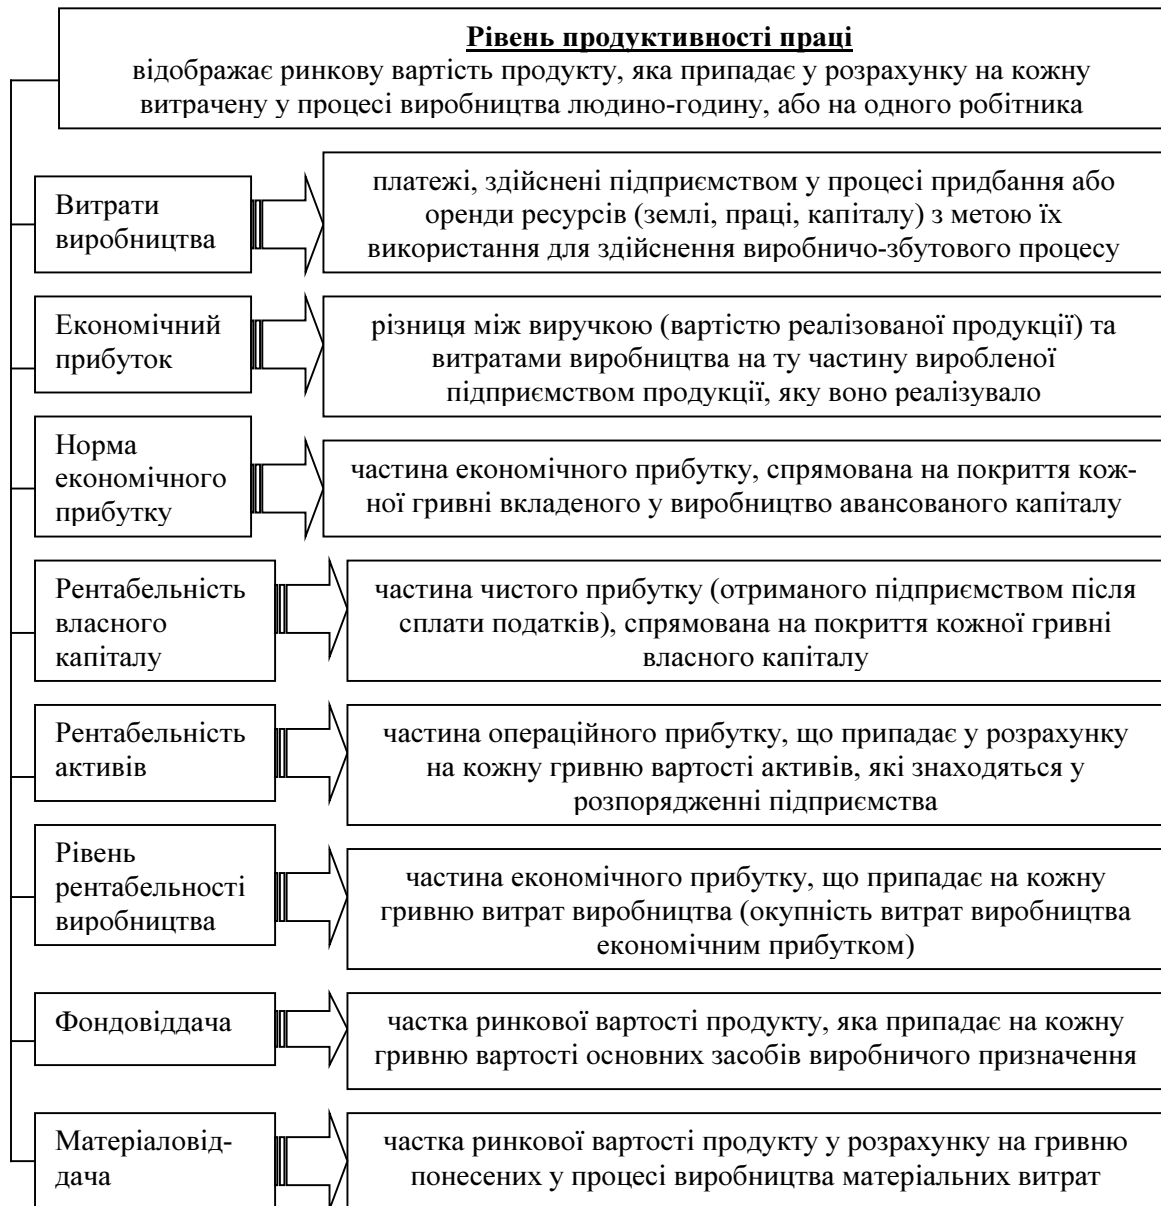 Рівень продуктивності праці
відображає ринкову вартість продукту, яка припадає у розрахунку на кожну
витрачену у процесі виробництва людино-годину, або на одного робітника
Витрати
виробництва
платежі, здійснені підприємством у процесі придбання або
оренди ресурсів (землі, праці, капіталу) з метою їх
використання для здійснення виробничо-збутового процесу
Економічний
прибуток
різниця між виручкою (вартістю реалізованої продукції) та
витратами виробництва на ту частину виробленої
підприємством продукції, яку воно реалізувало
Норма
економічного
прибутку
частина економічного прибутку, спрямована на покриття кож-
ної гривні вкладеного у виробництво авансованого капіталу
Рентабельність
власного
капіталу
частина чистого прибутку (отриманого підприємством після
сплати податків), спрямована на покриття кожної гривні
власного капіталу
Рентабельність
активів
частина операційного прибутку, що припадає у розрахунку
на кожну гривню вартості активів, які знаходяться у
розпорядженні підприємства
Рівень
рентабельності
виробництва
частина економічного прибутку, що припадає на кожну
гривню витрат виробництва (окупність витрат виробництва
економічним прибутком)
Фондовіддача
частка ринкової вартості продукту, яка припадає на кожну
гривню вартості основних засобів виробничого призначення
Матеріаловід-
дача
частка ринкової вартості продукту у розрахунку на гривню
понесених у процесі виробництва матеріальних витрат